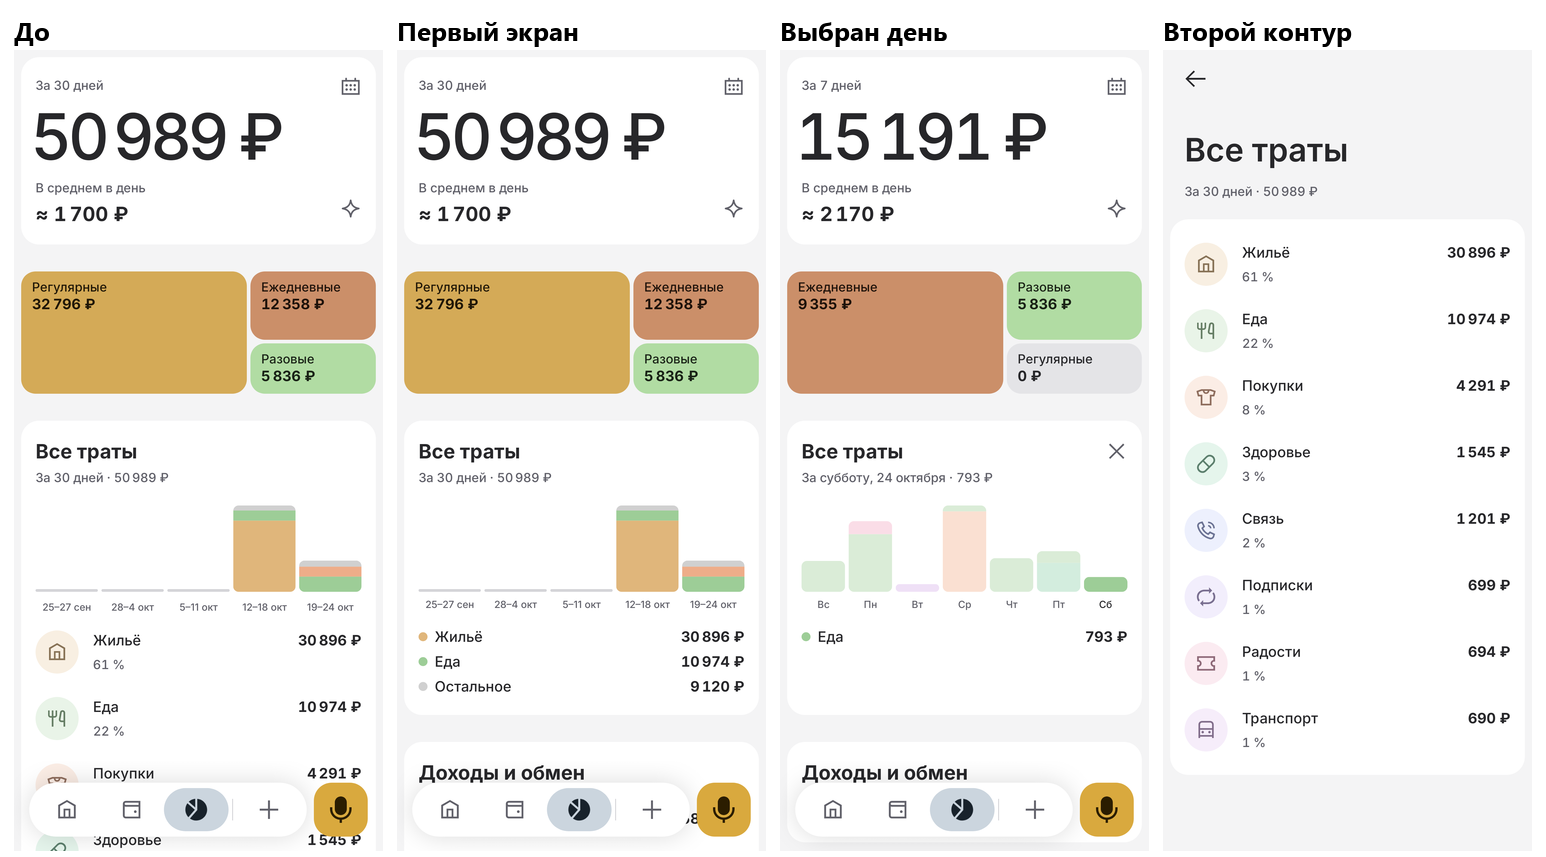 До
За 30 дней
50 989 ₽
В среднем в день
≈ 1 700 ₽
Регулярные
32 796 ₽
Ежедневные
12 358 ₽
Разовые
5 836 ₽
Все траты
За 30 дней · 50 989 ₽
25–27 сен 28–4 окт 5–11 окт 12–18 окт 19–24 окт
Жильё 30 896 ₽
61 %
Еда 10 974 ₽
22 %
Покупки 4 291 ₽
Здоровье 1 545 ₽
Первый экран
За 30 дней
50 989 ₽
В среднем в день
≈ 1 700 ₽
Регулярные
32 796 ₽
Ежедневные
12 358 ₽
Разовые
5 836 ₽
Все траты
За 30 дней · 50 989 ₽
25–27 сен 28–4 окт 5–11 окт 12–18 окт 19–24 окт
Жильё 30 896 ₽
Еда 10 974 ₽
Остальное 9 120 ₽
Доходы и обмен
Выбран день
За 7 дней
15 191 ₽
В среднем в день
≈ 2 170 ₽
Ежедневные
9 355 ₽
Разовые
5 836 ₽
Регулярные
0 ₽
Все траты
За субботу, 24 октября · 793 ₽
Вс Пн Вт Ср Чт Пт Сб
Еда 793 ₽
Доходы и обмен
Второй контур
Все траты
За 30 дней · 50 989 ₽
Жильё 30 896 ₽
61 %
Еда 10 974 ₽
22 %
Покупки 4 291 ₽
8 %
Здоровье 1 545 ₽
3 %
Связь 1 201 ₽
2 %
Подписки 699 ₽
1 %
Радости 694 ₽
1 %
Транспорт 690 ₽
1 %